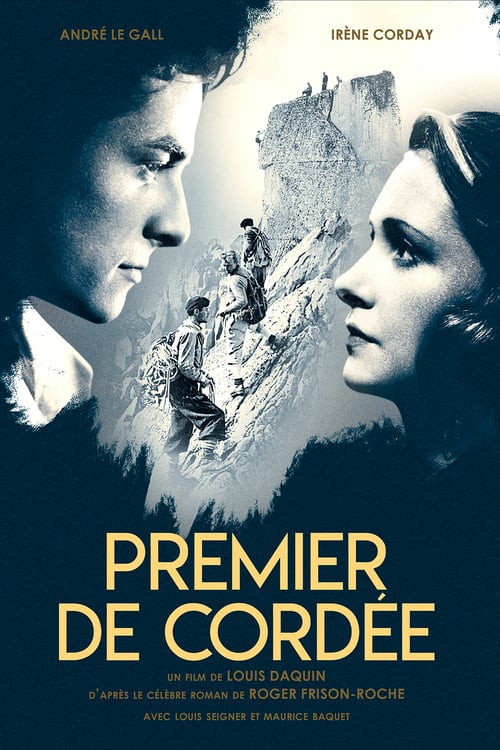 ANDRÉ LE GALL
IRÈNE CORDAY
PREMIER
DE CORDÉE
UN FILM DE LOUIS DAQUIN
D'APRÈS LE CÉLÈBRE ROMAN DE ROGER FRISON-ROCHE
AVEC LOUIS SEIGNER ET MAURICE BAQUET